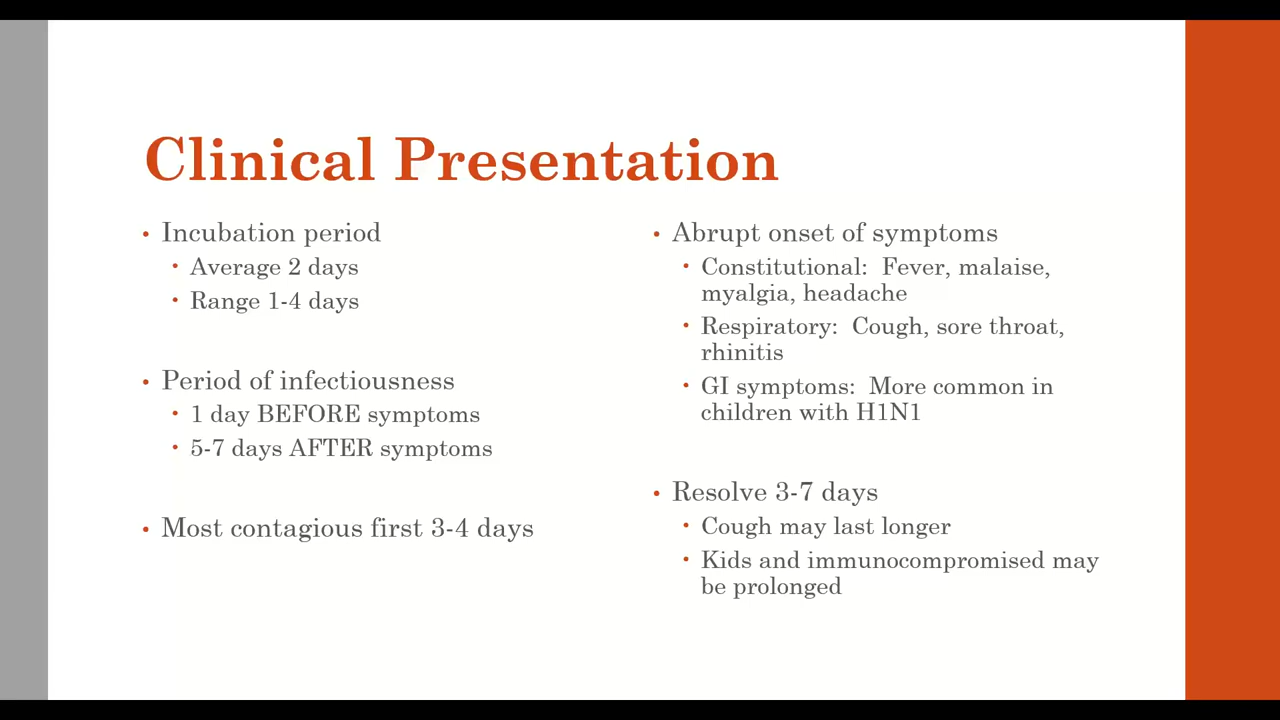 Clinical Presentation
• Incubation period
• Average 2 days
• Range 1-4 days
• Period of infectiousness
• 1 day BEFORE symptoms
• 5-7 days AFTER symptoms
• Most contagious first 3-4 days
• Abrupt onset of symptoms
• Constitutional:  Fever, malaise,
myalgia, headache
• Respiratory:  Cough, sore throat,
rhinitis
• GI symptoms:  More common in
children with H1N1
• Resolve 3-7 days
• Cough may last longer
• Kids and immunocompromised may
be prolonged